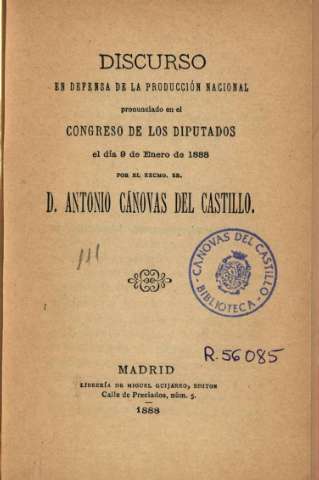 DISCURSO
EN DEFENSA DE LA PRODUCCIÓN NACIONAL
pronunciado en el
CONGRESO DE LOS DIPUTADOS
el día 9 de Enero de 1888
POR EL EXCMO. SR.
D. ANTONIO CÁNOVAS DEL CASTILLO.
CÁNOVAS DEL CASTILLO
BIBLIOTECA
R.56085
MADRID
LIBRERÍA DE MIGUEL GUIJARRO, EDITOR
Calle de Preciados, núm. 5.
1888